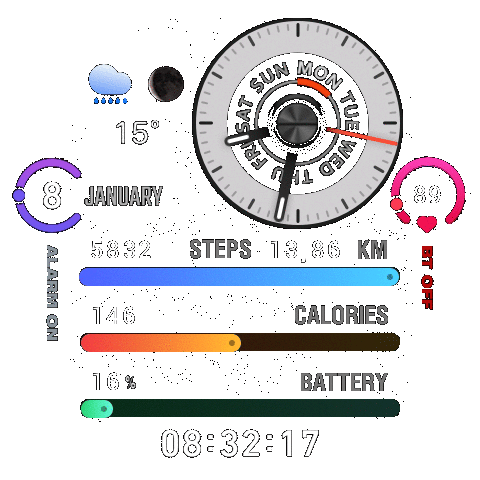 SUN MON TUE WED THU FRI SAT
15°
8 JANUARY
89
ALARM ON
BT OFF
5832 STEPS 13,86 KM
146 CALORIES
16% BATTERY
08:32:17